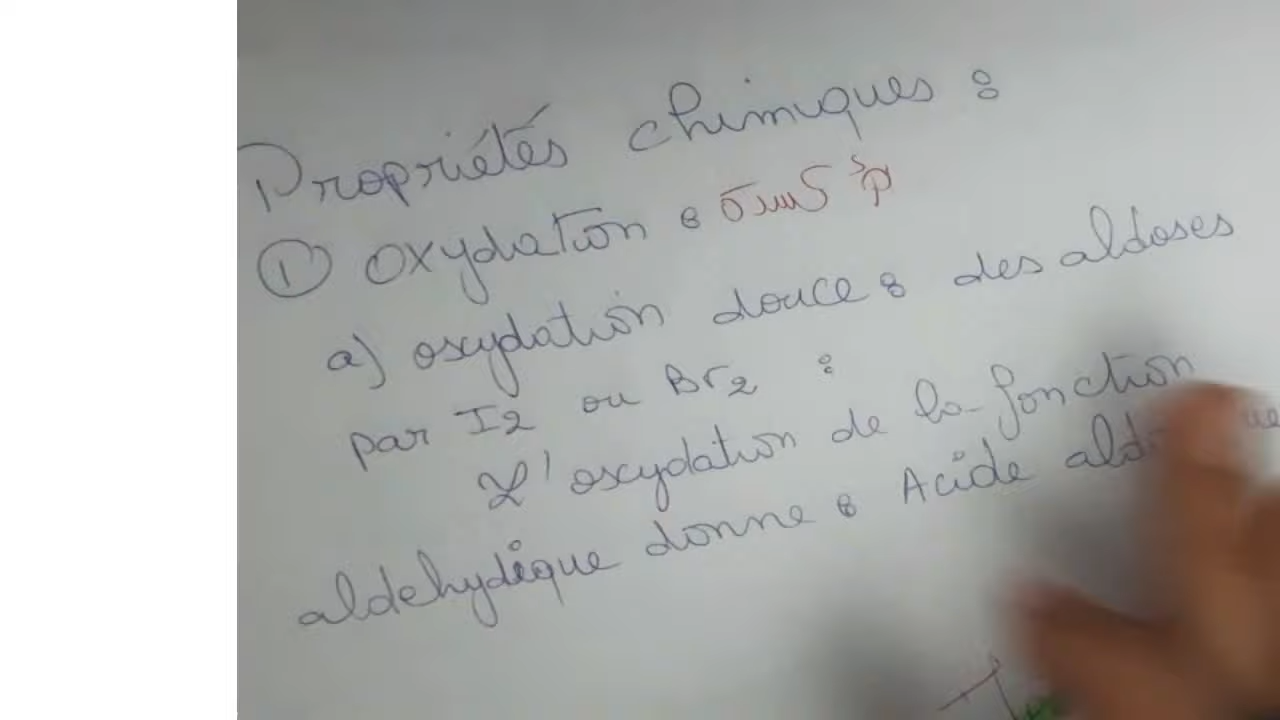 Propriétés chimiques :
① Oxydation :
a) oxydation douce : des aldoses
par I2 ou Br2 :
L'oxydation de la fonction
aldehydique donne : Acide